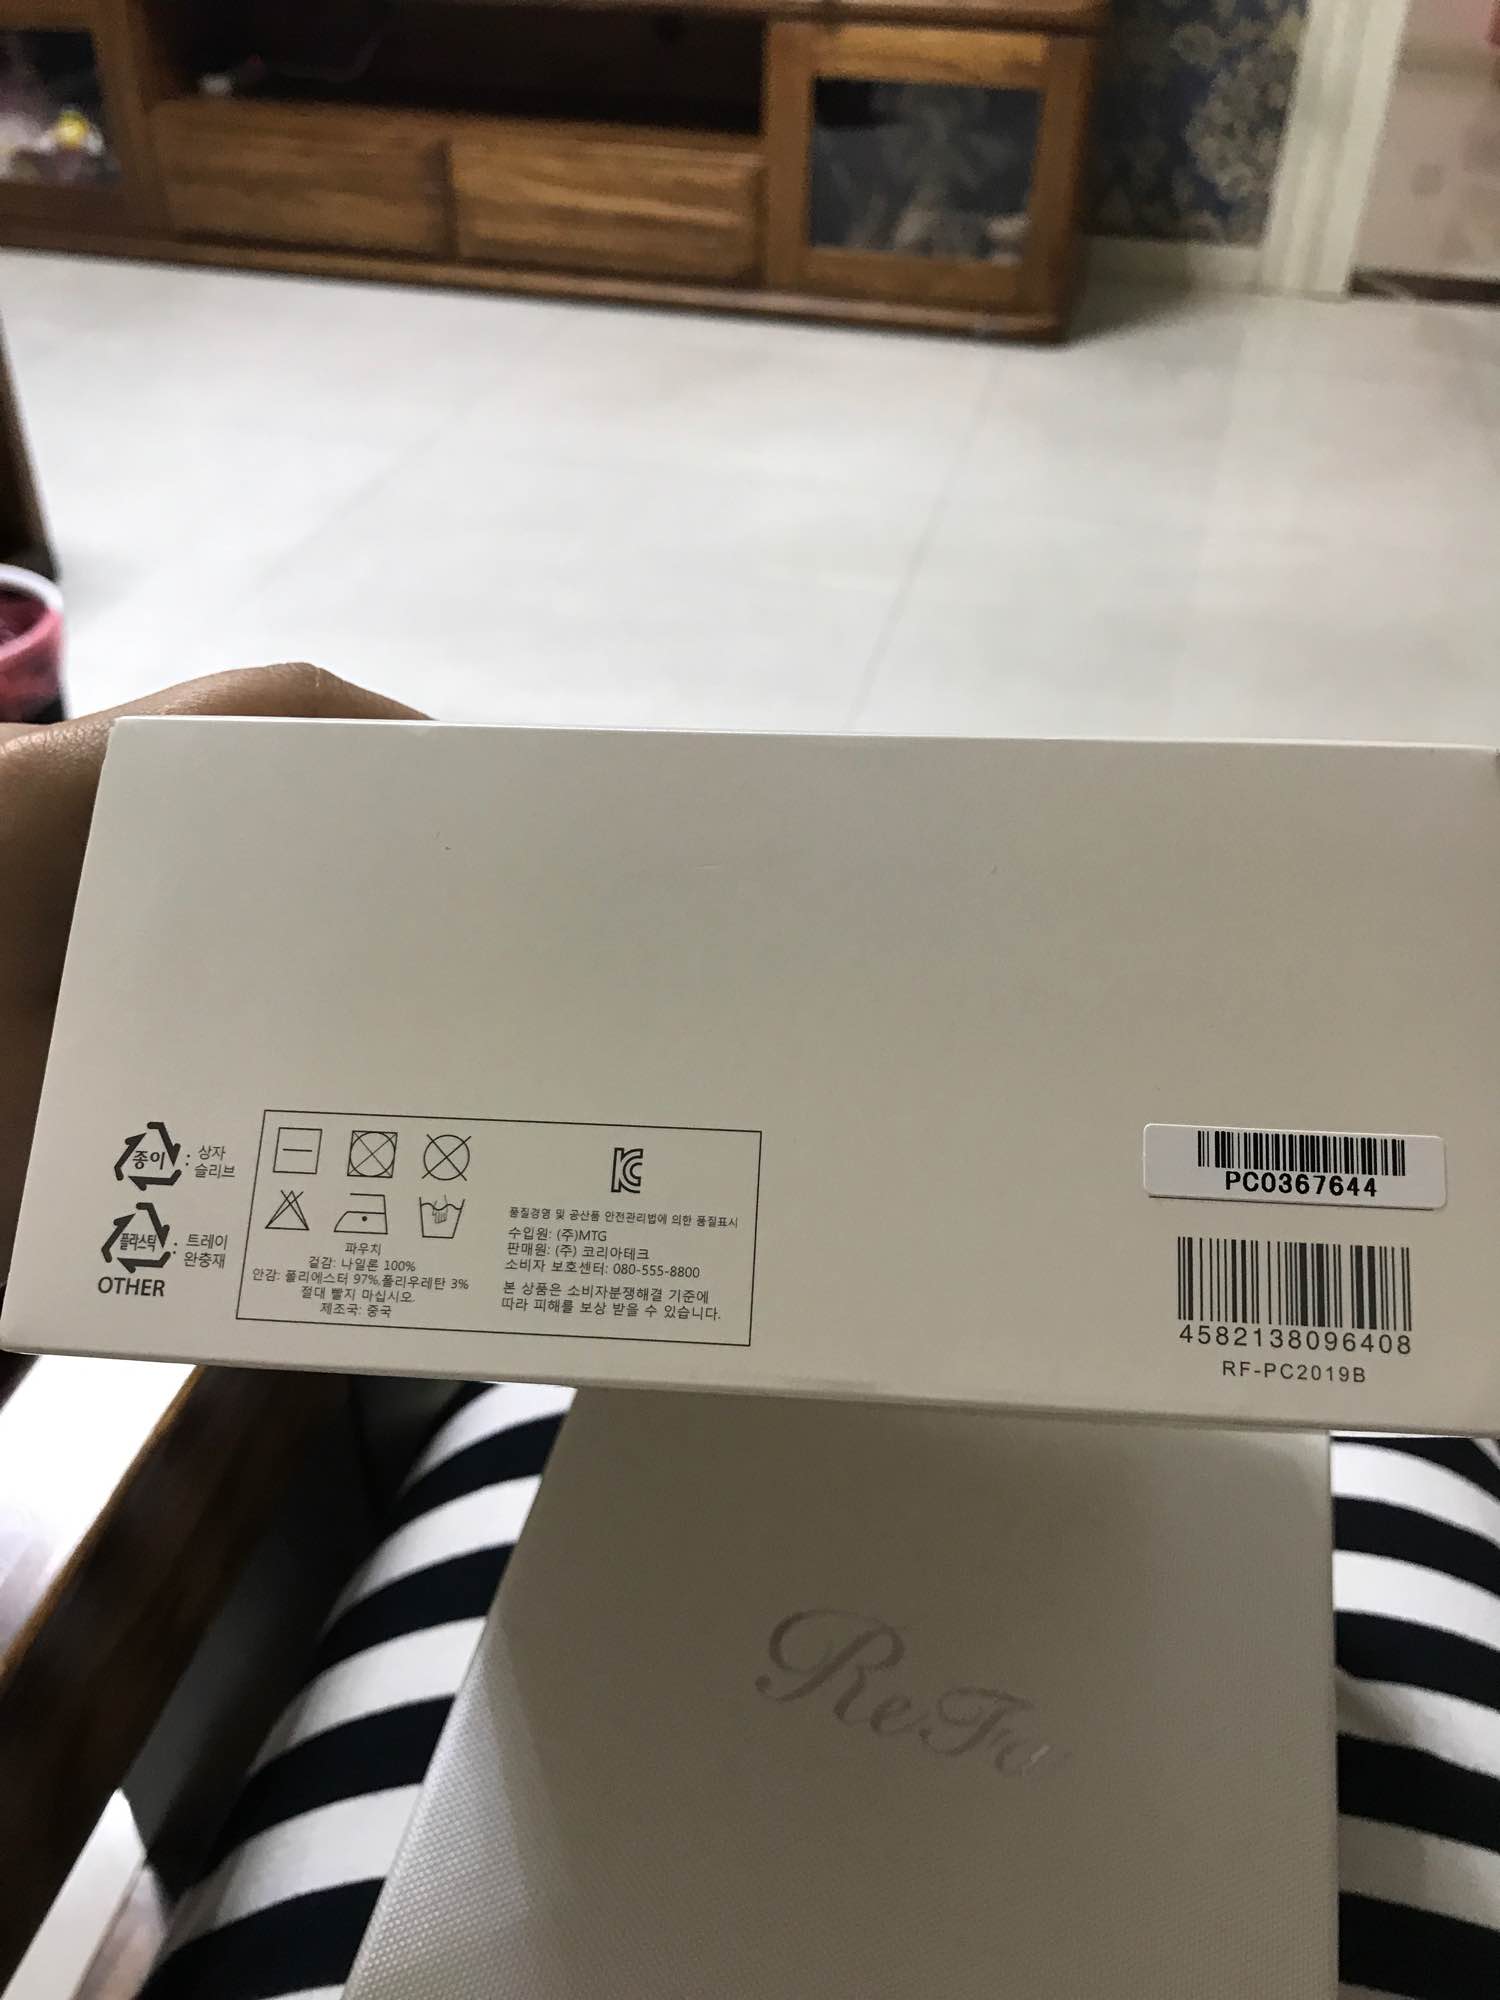 종이 : 상자
슬리브
플라스틱 : 트레이
완충재
OTHER
파우치
겉감: 나일론 100%
안감: 폴리에스터 97%,폴리우레탄 3%
절대 빨지 마십시오.
제조국: 중국
품질경영 및 공산품 안전관리법에 의한 품질표시
수입원: (주)MTG
판매원: (주) 코리아테크
소비자 보호센터: 080-555-8800
본 상품은 소비자분쟁해결 기준에
따라 피해를 보상 받을 수 있습니다.
PC0367644
4582138096408
RF-PC2019B
ReFa